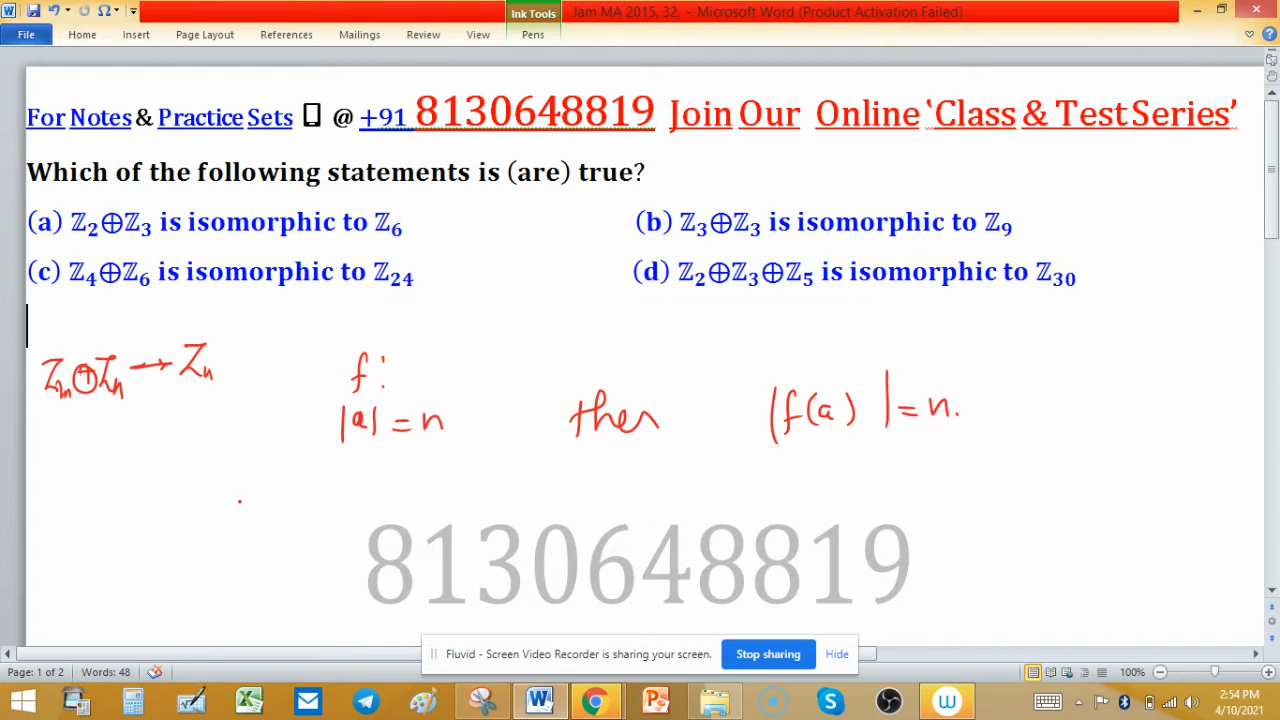 Ink Tools
Jam MA 2015, 32. - Microsoft Word (Product Activation Failed)
File Home Insert Page Layout References Mailings Review View Pens
For Notes & Practice Sets @ +91 8130648819 Join Our Online 'Class & Test Series'
Which of the following statements is (are) true?
(a) ℤ₂⊕ℤ₃ is isomorphic to ℤ₆ (b) ℤ₃⊕ℤ₃ is isomorphic to ℤ₉
(c) ℤ₄⊕ℤ₆ is isomorphic to ℤ₂₄ (d) ℤ₂⊕ℤ₃⊕ℤ₅ is isomorphic to ℤ₃₀
Zₘ⊕Zₙ → Zₙ f:
|a| = n then |f(a)| = n.
8130648819
Fluvid - Screen Video Recorder is sharing your screen. Stop sharing Hide
Page: 1 of 2 Words: 48 100%
2:54 PM
4/10/2021